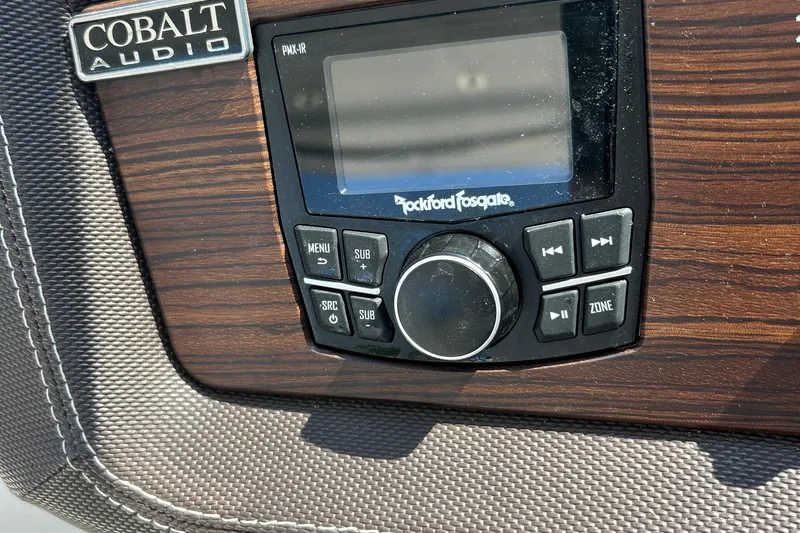 COBALT
AUDIO
PMX-1R
Rockford Fosgate®
MENU
SUB
+
SRC
SUB
-
ZONE